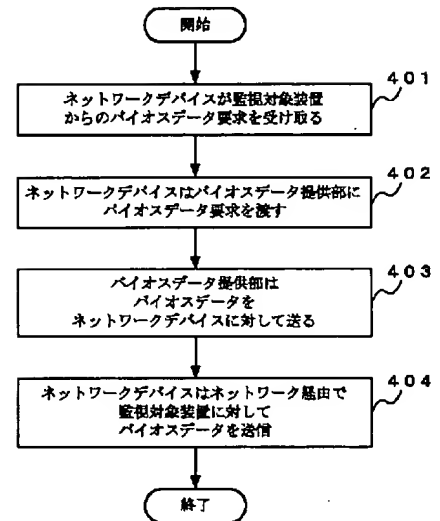 開始
401
ネットワークデバイスが監視対象装置
からのバイオスデータ要求を受け取る
402
ネットワークデバイスはバイオスデータ提供部に
バイオスデータ要求を渡す
403
バイオスデータ提供部は
バイオスデータを
ネットワークデバイスに対して送る
404
ネットワークデバイスはネットワーク経由で
監視対象装置に対して
バイオスデータを送信
終了